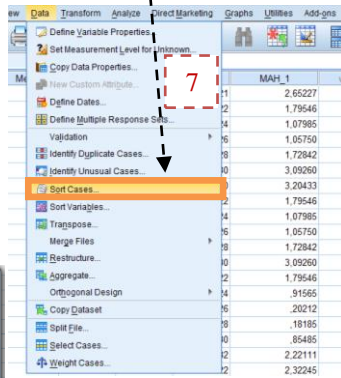 ew Data Transform Analyze Direct Marketing Graphs Utilities Add-ons
Define Variable Properties...
Set Measurement Level for Unknown...
Copy Data Properties...
New Custom Attribute...
Define Dates...
Define Multiple Response Sets...
Validation
Identify Duplicate Cases...
Identify Unusual Cases...
Sort Cases...
Sort Variables...
Transpose...
Merge Files
Restructure...
Aggregate...
Orthogonal Design
Copy Dataset
Split File...
Select Cases...
Weight Cases...
7
MAH_1
2,65227
1,79546
1,07985
1,05750
1,72842
3,09260
3,20433
1,79546
1,07985
1,05750
1,72842
3,09260
1,79546
,91565
,20212
,18185
,85485
2,22111
2,32245